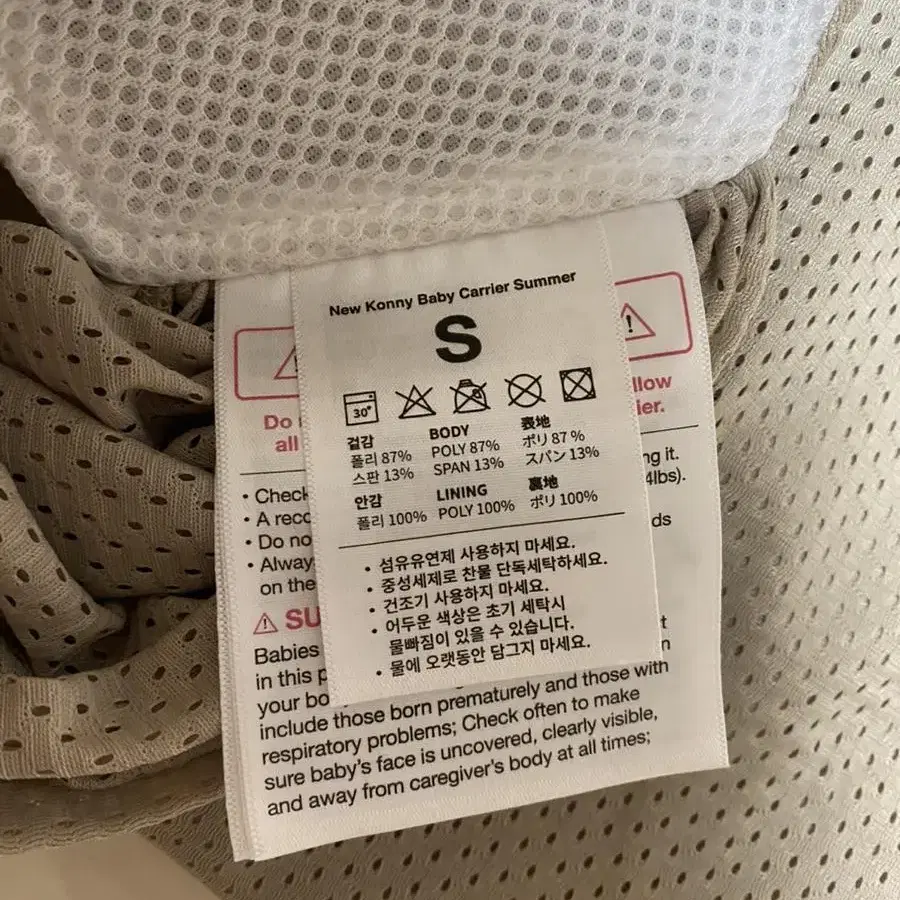 New Konny Baby Carrier Summer
S
30°
겉감
폴리 87%
스판 13%
BODY
POLY 87%
SPAN 13%
表地
ポリ 87 %
スパン 13%
안감
폴리 100%
LINING
POLY 100%
裏地
ポリ 100%
• 섬유유연제 사용하지 마세요.
• 중성세제로 찬물 단독세탁하세요.
• 건조기 사용하지 마세요.
• 어두운 색상은 초기 세탁시
물빠짐이 있을 수 있습니다.
• 물에 오랫동안 담그지 마세요.
!
Do
all
llow
ier.
• Check
ng it.
• A rec
4lbs).
• Do no
• Alway
ds
on the
SU
Babies
in this p
your bo
include those born prematurely and those with
respiratory problems; Check often to make
sure baby's face is uncovered, clearly visible,
and away from caregiver's body at all times;